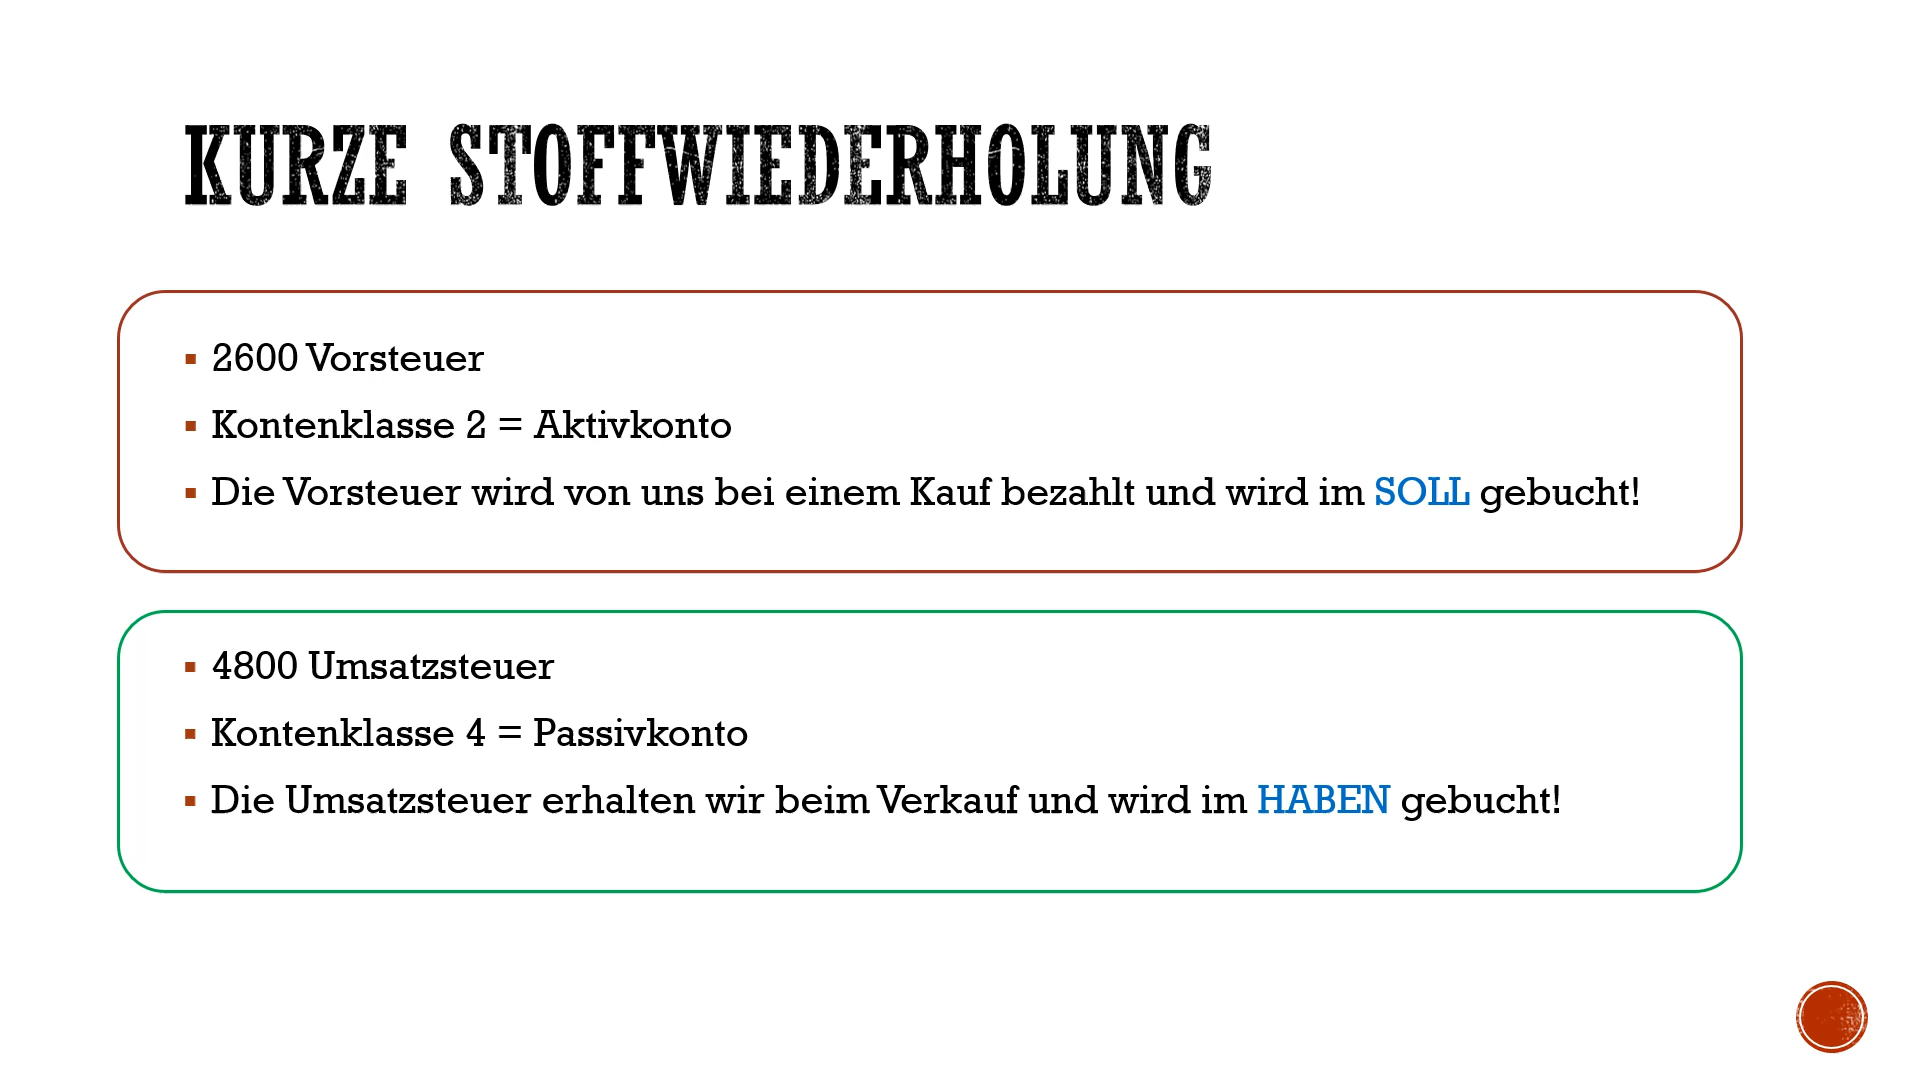 KURZE STOFFWIEDERHOLUNG
▪ 2600 Vorsteuer
▪ Kontenklasse 2 = Aktivkonto
▪ Die Vorsteuer wird von uns bei einem Kauf bezahlt und wird im SOLL gebucht!
▪ 4800 Umsatzsteuer
▪ Kontenklasse 4 = Passivkonto
▪ Die Umsatzsteuer erhalten wir beim Verkauf und wird im HABEN gebucht!